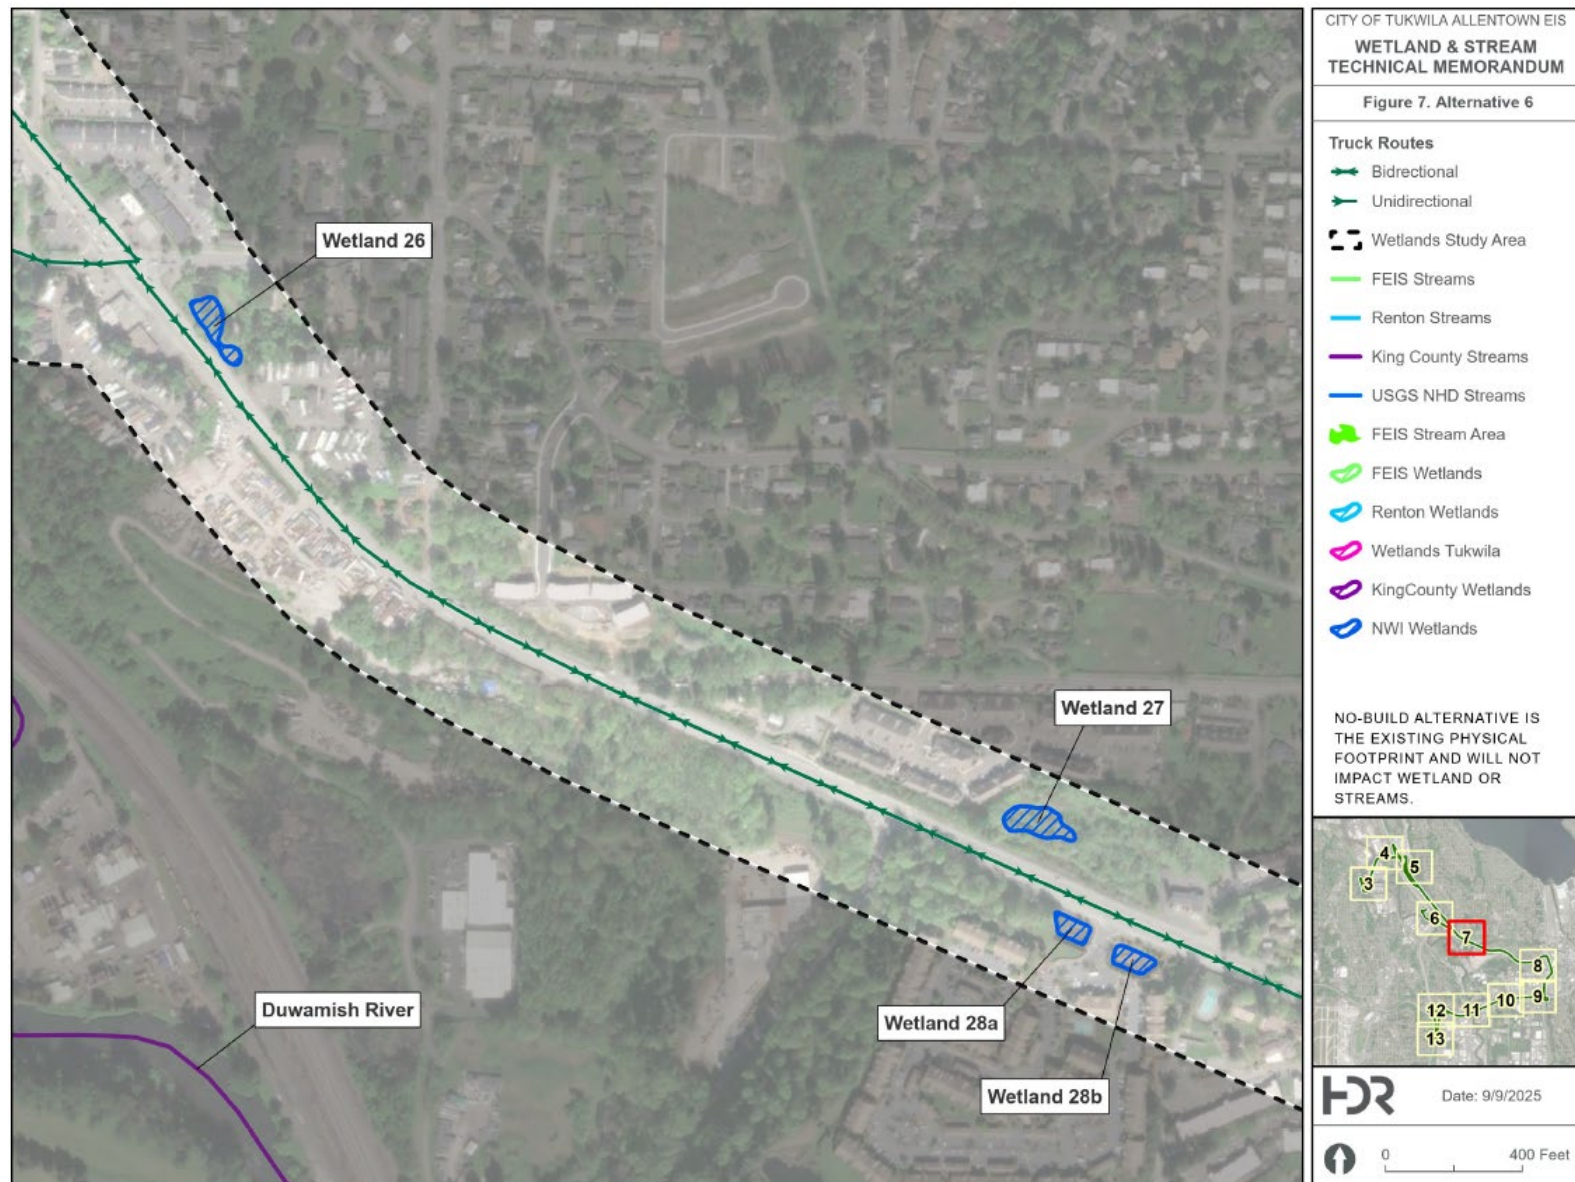 CITY OF TUKWILA ALLENTOWN EIS
WETLAND & STREAM
TECHNICAL MEMORANDUM
Figure 7. Alternative 6
Truck Routes
Bidrectional
Unidirectional
Wetlands Study Area
FEIS Streams
Renton Streams
King County Streams
USGS NHD Streams
FEIS Stream Area
FEIS Wetlands
Renton Wetlands
Wetlands Tukwila
KingCounty Wetlands
NWI Wetlands
NO-BUILD ALTERNATIVE IS
THE EXISTING PHYSICAL
FOOTPRINT AND WILL NOT
IMPACT WETLAND OR
STREAMS.
Wetland 26
Wetland 27
Wetland 28a
Wetland 28b
Duwamish River
4
5
3
6
7
8
9
10
11
12
13
HDR
Date: 9/9/2025
0 400 Feet